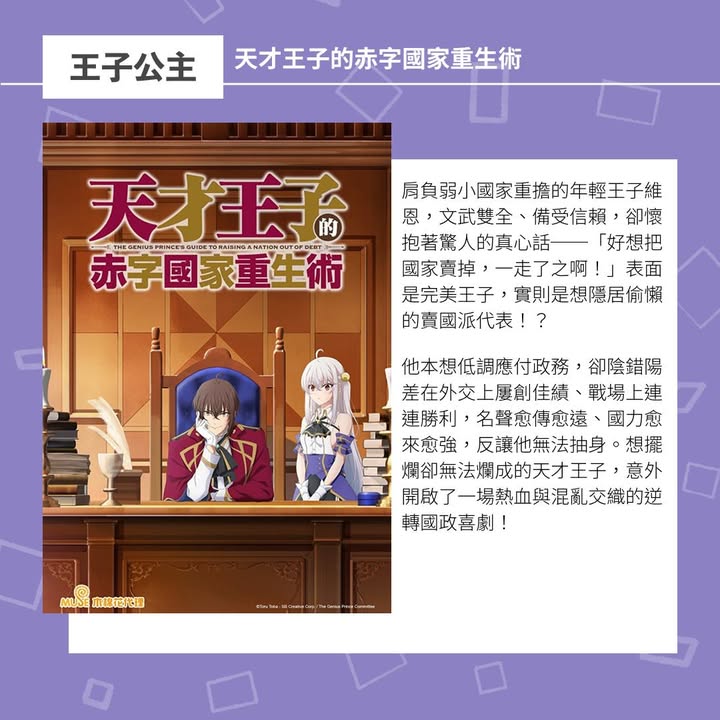 王子公主
天才王子的赤字國家重生術
天才王子的
THE GENIUS PRINCE'S GUIDE TO RAISING A NATION OUT OF DEBT
赤字國家重生術
肩負弱小國家重擔的年輕王子維
恩，文武雙全、備受信賴，卻懷
抱著驚人的真心話——「好想把
國家賣掉，一走了之啊！」表面
是完美王子，實則是想隱居偷懶
的賣國派代表！？
他本想低調應付政務，卻陰錯陽
差在外交上屢創佳績、戰場上連
連勝利，名聲愈傳愈遠、國力愈
來愈強，反讓他無法抽身。想擺
爛卻無法爛成的天才王子，意外
開啟了一場熱血與混亂交織的逆
轉國政喜劇！
MUSE 木棉花代理
©Toru Toba · SB Creative Corp. / The Genius Prince Committee